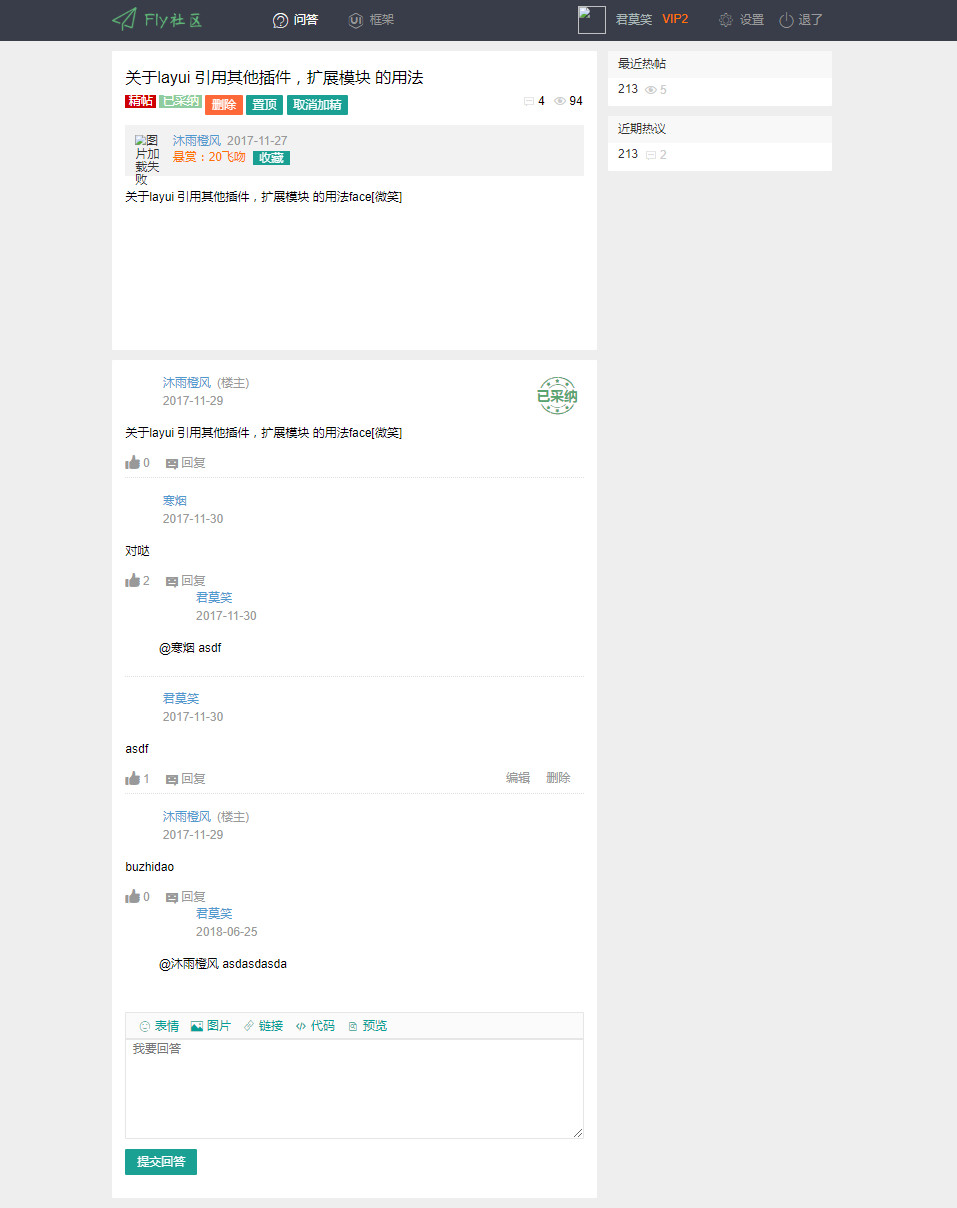 Fly社区 问答 框架 君莫笑 VIP2 设置 退了
关于layui 引用其他插件，扩展模块 的用法
精帖 已采纳 删除 置顶 取消加精 4 94
图片加载失败
沐雨橙风 2017-11-27
悬赏：20飞吻 收藏
关于layui 引用其他插件，扩展模块 的用法face[微笑]
沐雨橙风 (楼主)
2017-11-29
已采纳
关于layui 引用其他插件，扩展模块 的用法face[微笑]
0 回复
寒烟
2017-11-30
对哒
2 回复
君莫笑
2017-11-30
@寒烟 asdf
君莫笑
2017-11-30
asdf
1 回复 编辑 删除
沐雨橙风 (楼主)
2017-11-29
buzhidao
0 回复
君莫笑
2018-06-25
@沐雨橙风 asdasdasda
表情 图片 链接 代码 预览
我要回答
提交回答
最近热帖
213 5
近期热议
213 2